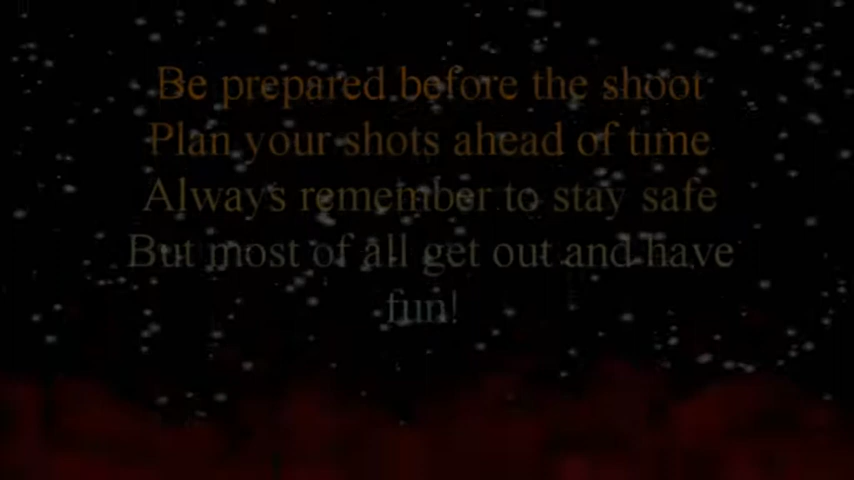 Be prepared before the shoot
Plan your shots ahead of time
Always remember to stay safe
But most of all get out and have
fun!